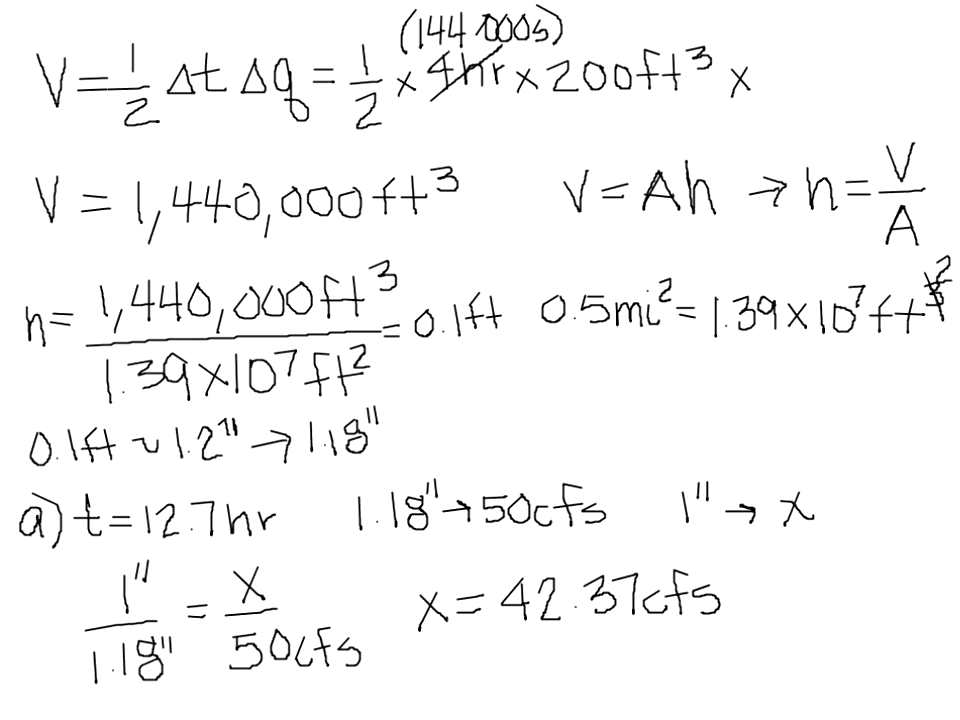 (144000s)
V=1/2 Δt Δq = 1/2 × 4hr × 200ft³ ×
V = 1,440,000ft³ V=Ah → h=V/A
h= 1,440,000ft³/1.39×10⁷ft² = 0.1ft 0.5mi² = 1.39×10⁷ft²
0.1ft ~ 1.2" → 1.18"
a) t=12.7hr 1.18" → 50cfs 1" → x
1"/1.18" = x/50cfs x= 42.37cfs